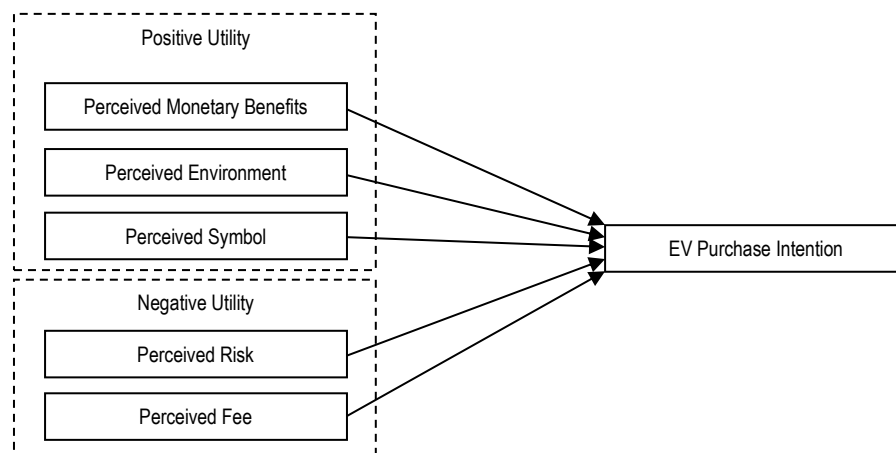 Positive Utility
Perceived Monetary Benefits
Perceived Environment
Perceived Symbol
EV Purchase Intention
Negative Utility
Perceived Risk
Perceived Fee